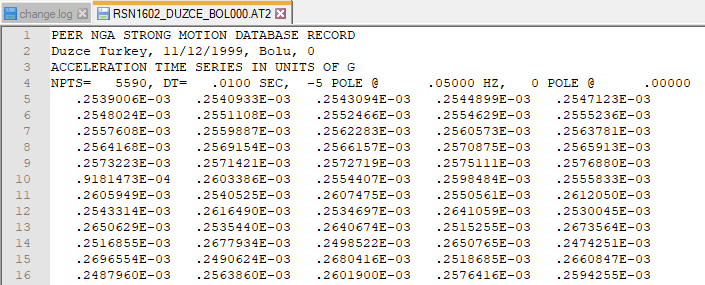 change.log RSN1602_DUZCE_BOL000.AT2
1 PEER NGA STRONG MOTION DATABASE RECORD
2 Duzce Turkey, 11/12/1999, Bolu, 0
3 ACCELERATION TIME SERIES IN UNITS OF G
4 NPTS=   5590, DT=   .0100 SEC,  -5 POLE @      .05000 HZ,   0 POLE @      .00000
5 .2539006E-03   .2540933E-03   .2543094E-03   .2544899E-03   .2547123E-03
6 .2548024E-03   .2551108E-03   .2552466E-03   .2554629E-03   .2555236E-03
7 .2557608E-03   .2559887E-03   .2562283E-03   .2560573E-03   .2563781E-03
8 .2564168E-03   .2569154E-03   .2566157E-03   .2570875E-03   .2565913E-03
9 .2573223E-03   .2571421E-03   .2572719E-03   .2575111E-03   .2576880E-03
10 .9181473E-04   .2603386E-03   .2554407E-03   .2598484E-03   .2555833E-03
11 .2605949E-03   .2540525E-03   .2607475E-03   .2550561E-03   .2612050E-03
12 .2543314E-03   .2616490E-03   .2534697E-03   .2641059E-03   .2530045E-03
13 .2650629E-03   .2535440E-03   .2640674E-03   .2515255E-03   .2673564E-03
14 .2516855E-03   .2677934E-03   .2498522E-03   .2650765E-03   .2474251E-03
15 .2696554E-03   .2490624E-03   .2680416E-03   .2518685E-03   .2660847E-03
16 .2487960E-03   .2563860E-03   .2601900E-03   .2576416E-03   .2594255E-03